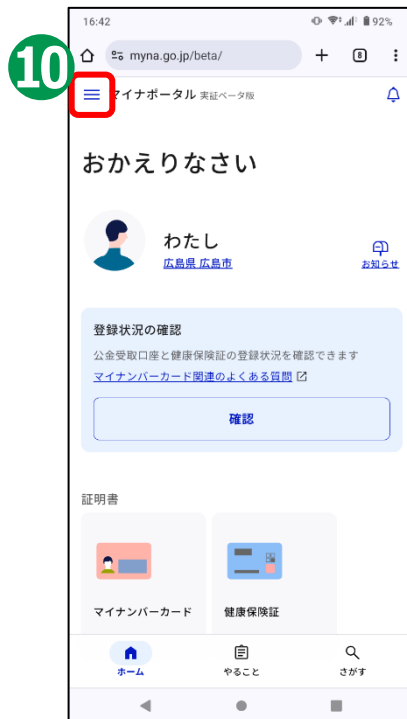 16:42
92%
10
myna.go.jp/beta/
8
マイナポータル 実証ベータ版
おかえりなさい
わたし
広島県 広島市
お知らせ
登録状況の確認
公金受取口座と健康保険証の登録状況を確認できます
マイナンバーカード関連のよくある質問
確認
証明書
マイナンバーカード
健康保険証
ホーム
やること
さがす